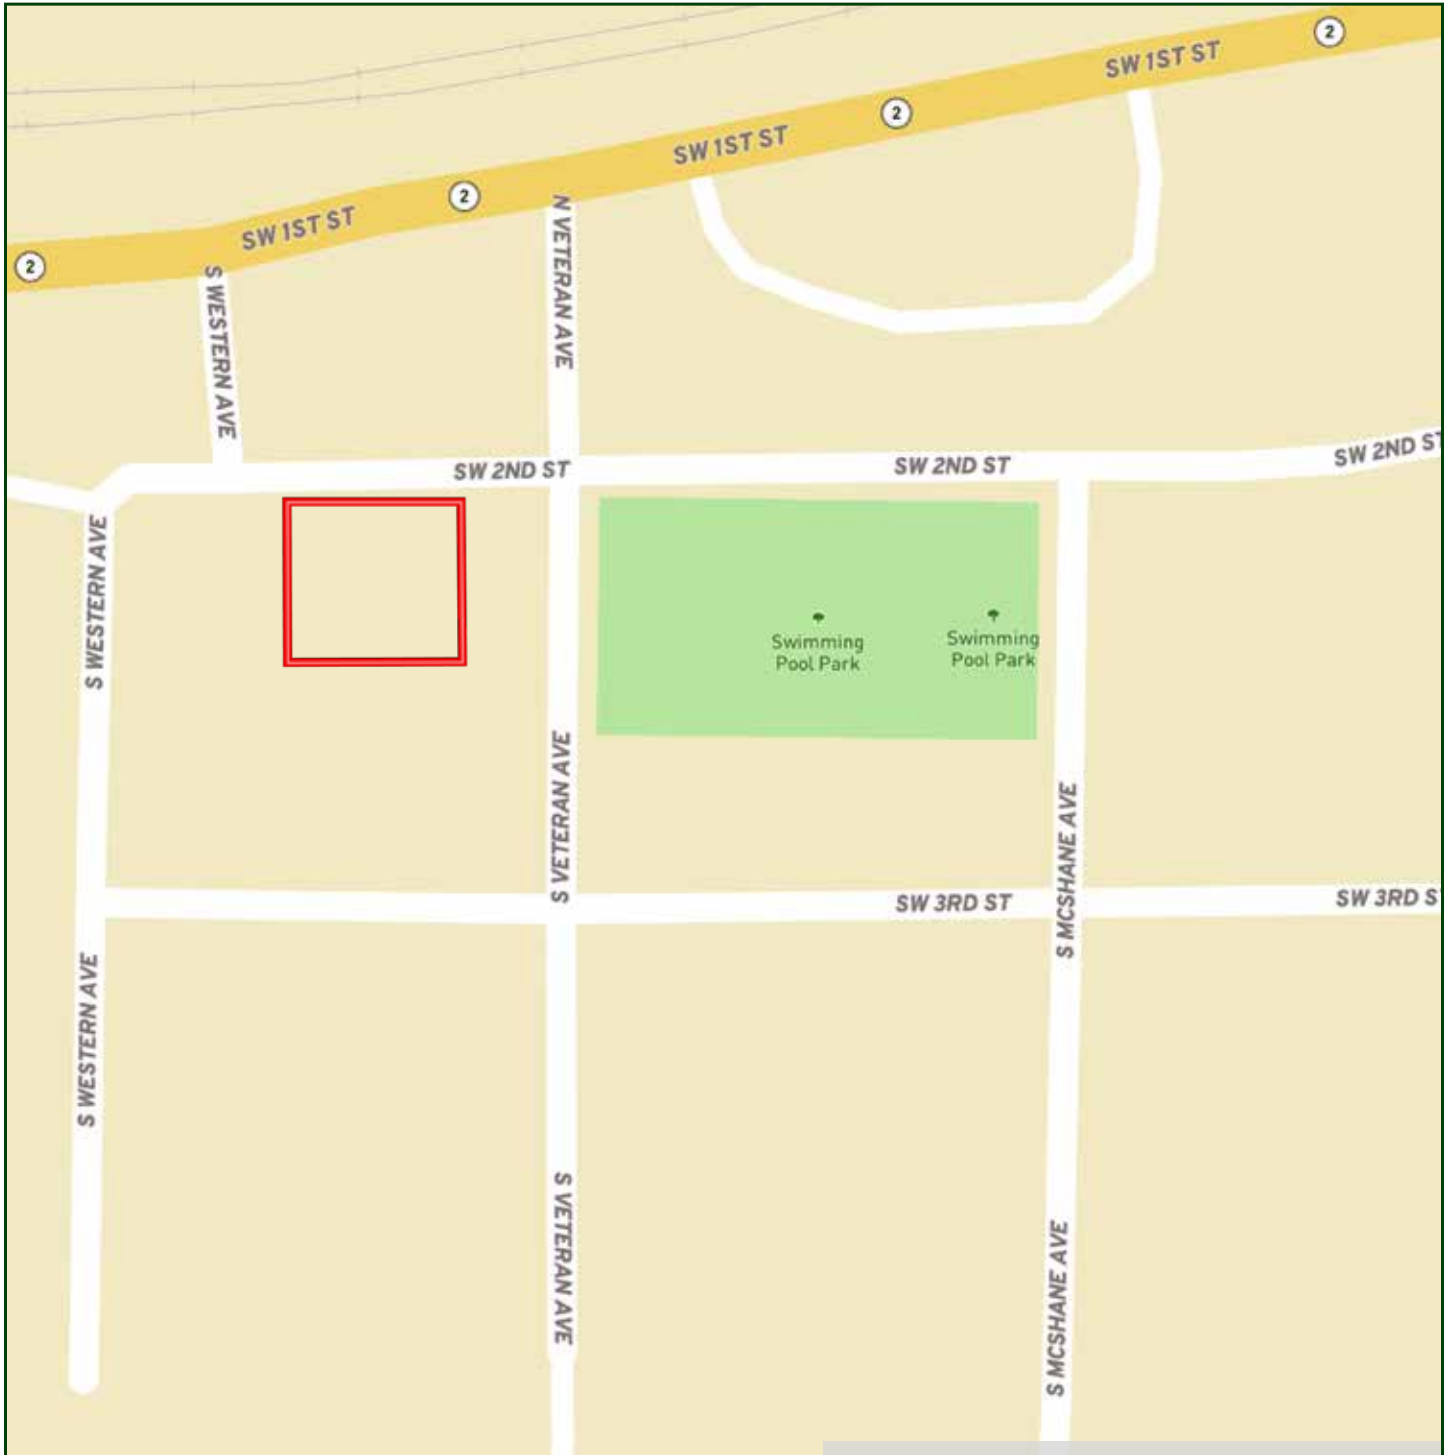 2
SW 1ST ST
SW 1ST ST
2
SW 1ST ST
2
2
S WESTERN AVE
N VETERAN AVE
SW 2ND ST
SW 2ND ST
SW 2ND ST
S WESTERN AVE
Swimming
Pool Park
Swimming
Pool Park
S VETERAN AVE
S MCSHANE AVE
SW 3RD ST
SW 3RD ST
S WESTERN AVE
S VETERAN AVE
S MCSHANE AVE